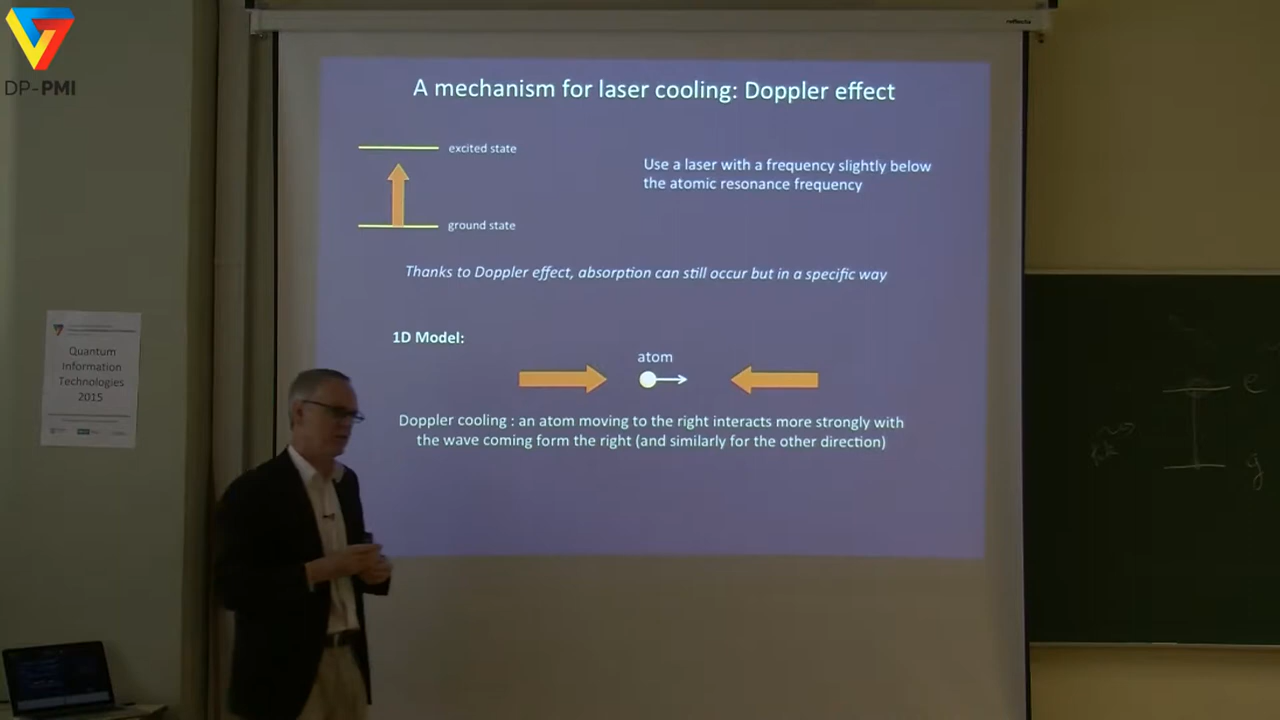 DP-PMI
reflecta
A mechanism for laser cooling: Doppler effect
excited state
Use a laser with a frequency slightly below
the atomic resonance frequency
ground state
Thanks to Doppler effect, absorption can still occur but in a specific way
1D Model:
atom
Doppler cooling : an atom moving to the right interacts more strongly with
the wave coming form the right (and similarly for the other direction)
Quantum
Information
Technologies
2015
e
g